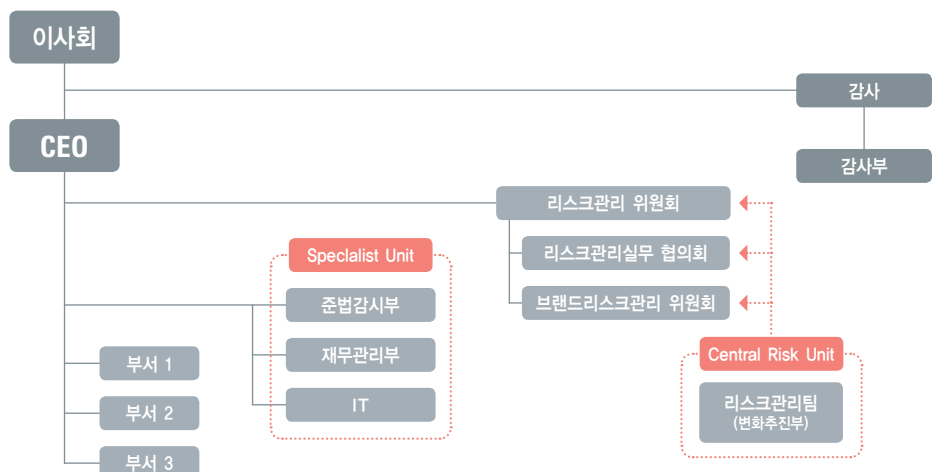 이사회
감사
CEO
감사부
리스크관리 위원회
리스크관리실무 협의회
Speclalist Unit
준법감시부
브랜드리스크관리 위원회
재무관리부
Central Risk Unit
부서 1
IT
리스크관리팀
(변화추진부)
부서 2
부서 3